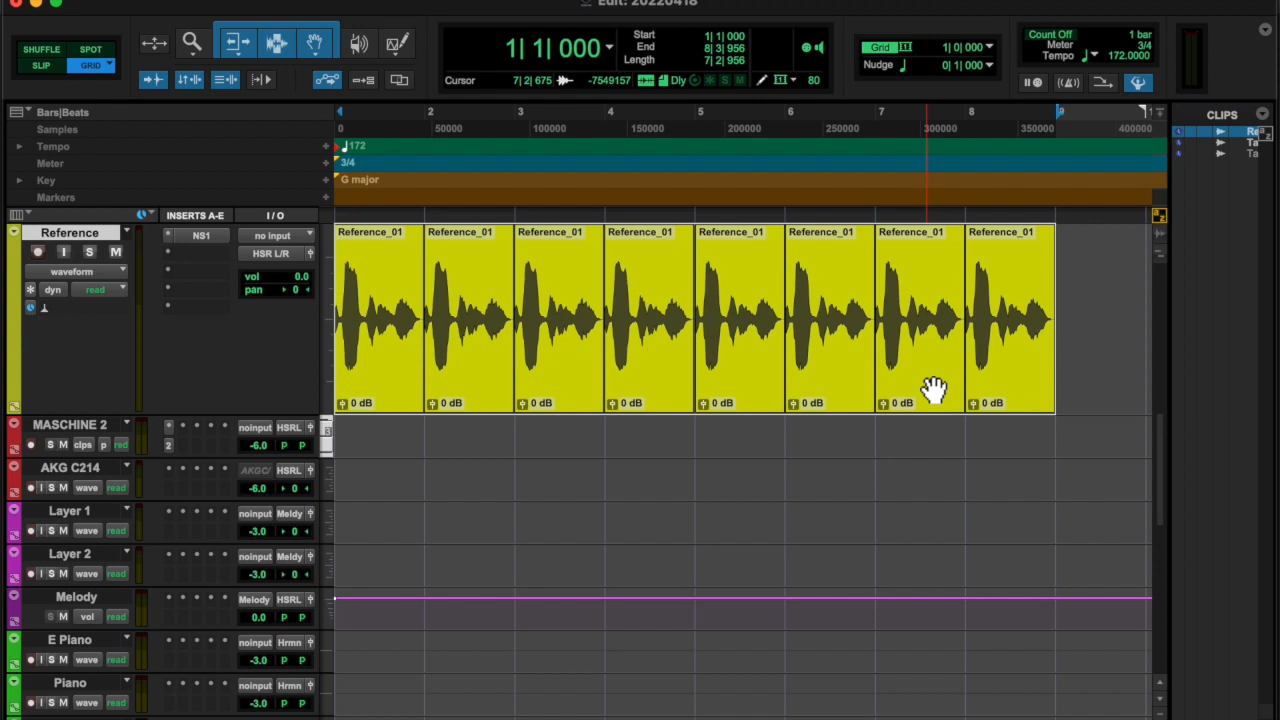 Edit: 20220418
SHUFFLE SPOT
SLIP GRID
1| 1| 000
Start 1| 1| 000
End 8| 3| 956
Length 7| 2| 956
Cursor 7| 2| 675 -7549157 Dly S M 80
Grid 1| 0| 000
Nudge 0| 1| 000
Count Off 1 bar
Meter 3/4
Tempo 172.0000
Bars|Beats 2 3 4 5 6 7 8 9
Samples 0 50000 100000 150000 200000 250000 300000 350000 400000
Tempo 172
Meter 3/4
Key G major
Markers
CLIPS
Re
Ta
Ta
INSERTS A-E I / O
Reference NS1 no input
I S M HSR L/R
waveform
vol 0.0
dyn read pan 0
Reference_01 Reference_01 Reference_01 Reference_01 Reference_01 Reference_01 Reference_01 Reference_01
0 dB 0 dB 0 dB 0 dB 0 dB 0 dB 0 dB 0 dB
MASCHINE 2 noinput HSRL
S M clps p red 2 -6.0 P P
AKG C214 AKGC/ HSRL
I S M wave read -6.0 0
Layer 1 noinput Meldy
I S M wave read -3.0 0
Layer 2 noinput Meldy
I S M wave read -3.0 0
Melody Melody HSRL
S M vol read 0.0 P P
E Piano noinput Hrmn
I S M wave read -3.0 P P
Piano noinput Hrmn
I S M wave read -3.0 P P